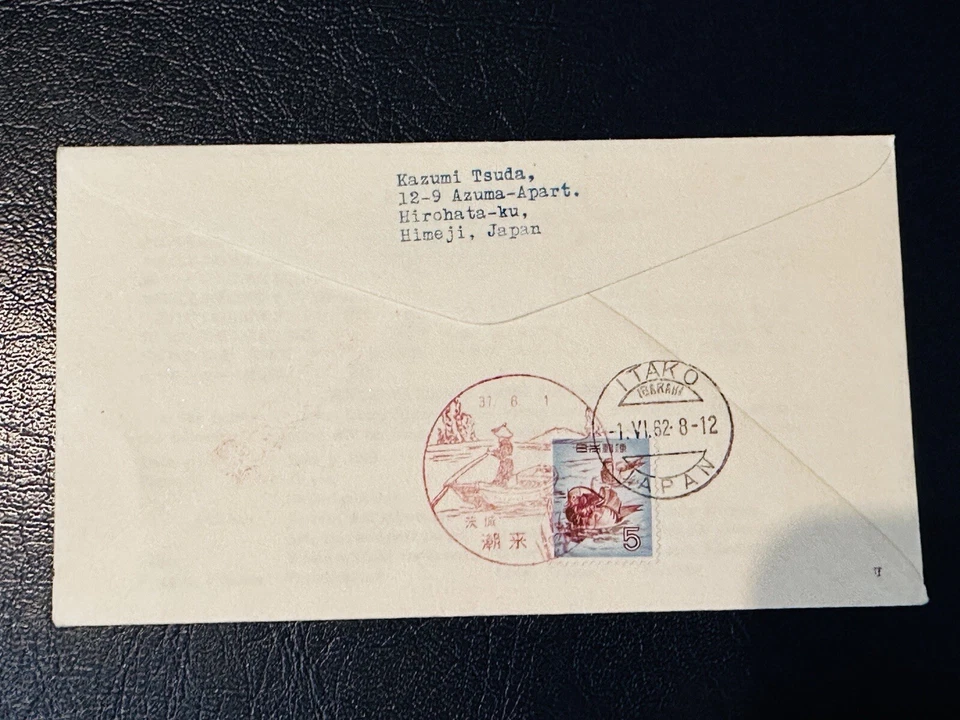 Kazumi Tsuda,
12-9 Azuma-Apart.
Hirohata-ku,
Himeji, Japan
37 6 1
茨城
潮来
日本郵便
5
ITAKO
IBARAKI
-1.VI.62·8-12
JAPAN